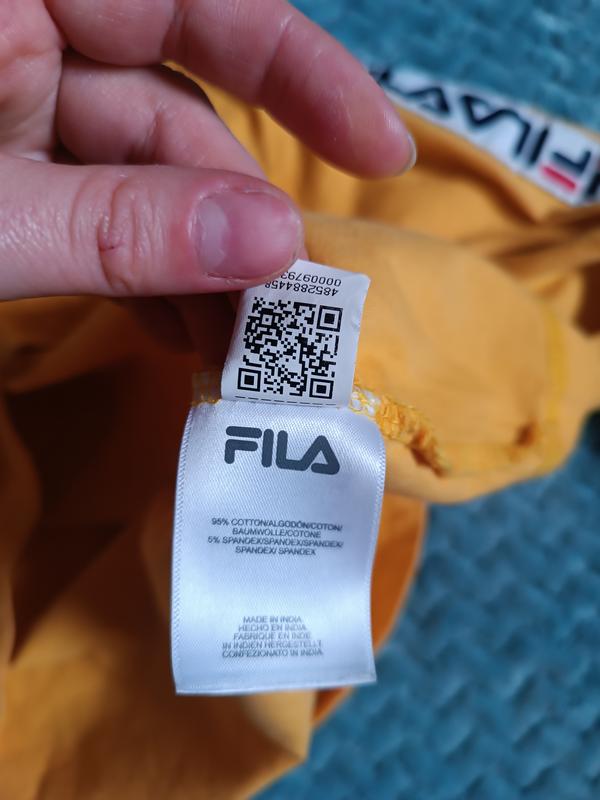 FILA
4852884458
00009793
FILA
95% COTTON/ALGODÓN/COTON/
BAUMWOLLE/COTONE
5% SPANDEX/SPANDEX/SPANDEX/
SPANDEX/ SPANDEX
MADE IN INDIA
HECHO EN INDIA
FABRIQUÉ EN INDE
IN INDIEN HERGESTELLT
CONFEZIONATO IN INDIA